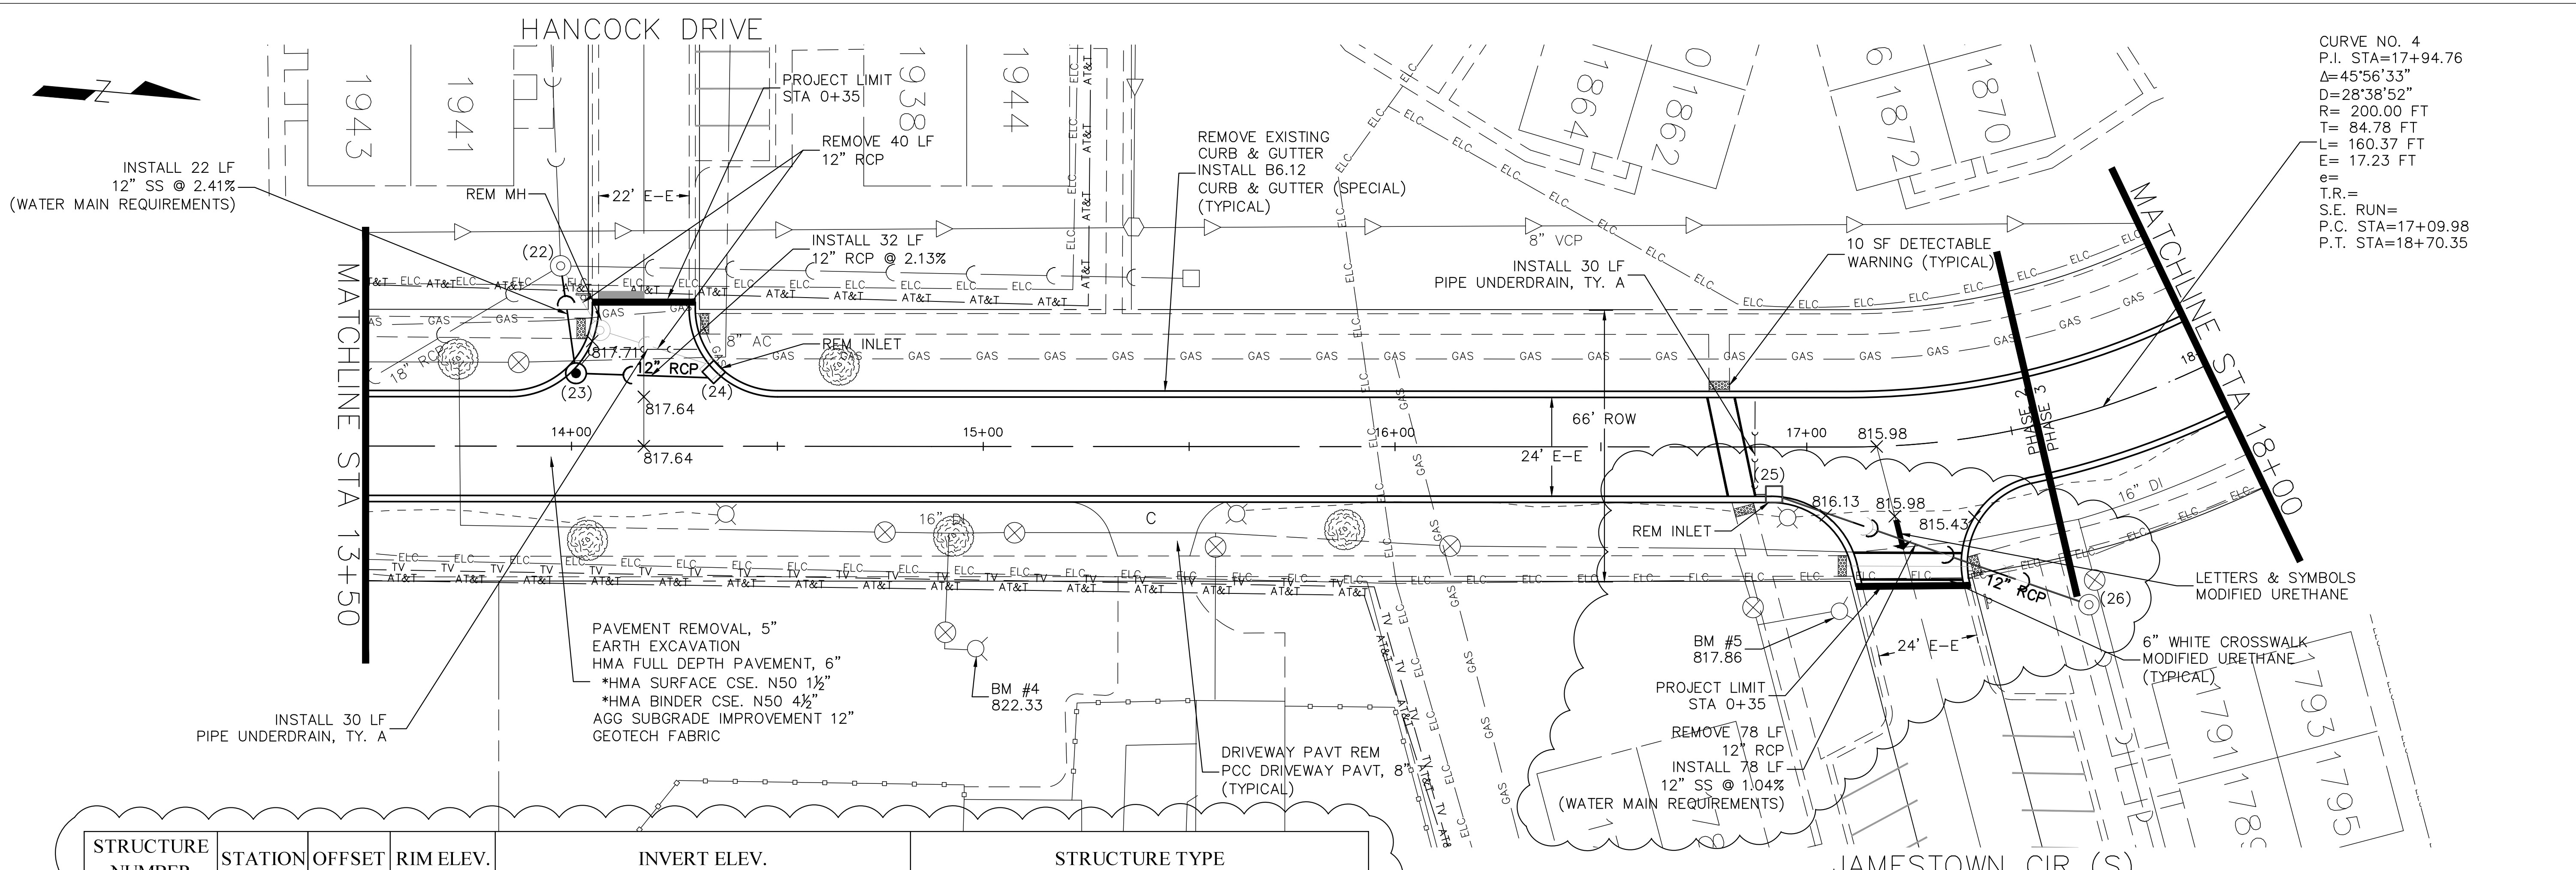 HANCOCK DRIVE
CURVE NO. 4
P.I. STA=17+94.76
Δ=45°56'33"
D=28°38'52"
R= 200.00 FT
T= 84.78 FT
L= 160.37 FT
E= 17.23 FT
e=
T.R.=
S.E. RUN=
P.C. STA=17+09.98
P.T. STA=18+70.35
Z
1943
1941
1938
1944
1864
1862
1872
1870
PROJECT LIMIT
STA 0+35
REMOVE 40 LF
12" RCP
INSTALL 22 LF
12" SS @ 2.41%
(WATER MAIN REQUIREMENTS)
REM MH
22' E-E
REMOVE EXISTING
CURB & GUTTER
INSTALL B6.12
CURB & GUTTER (SPECIAL)
(TYPICAL)
INSTALL 32 LF
12" RCP @ 2.13%
8" VCP
10 SF DETECTABLE
WARNING (TYPICAL)
INSTALL 30 LF
PIPE UNDERDRAIN, TY. A
MATCHLINE STA 13+50
MATCHLINE STA 18+00
(22)
AT&T
ELC
GAS
TV
18" RCP
817.71
8" AC
REM INLET
12" RCP
(23)
(24)
817.64
817.64
14+00
15+00
16+00
17+00
66' ROW
24' E-E
815.98
PHASE 2
PHASE 3
(25)
816.13
815.98
815.43
16" DI
16" DI
C
REM INLET
12" RCP
(26)
LETTERS & SYMBOLS
MODIFIED URETHANE
PAVEMENT REMOVAL, 5"
EARTH EXCAVATION
HMA FULL DEPTH PAVEMENT, 6"
*HMA SURFACE CSE. N50 1½"
*HMA BINDER CSE. N50 4½"
AGG SUBGRADE IMPROVEMENT 12"
GEOTECH FABRIC
BM #4
822.33
BM #5
817.86
24' E-E
6" WHITE CROSSWALK
MODIFIED URETHANE
(TYPICAL)
INSTALL 30 LF
PIPE UNDERDRAIN, TY. A
PROJECT LIMIT
STA 0+35
DRIVEWAY PAVT REM
PCC DRIVEWAY PAVT, 8"
(TYPICAL)
REMOVE 78 LF
12" RCP
INSTALL 78 LF
12" SS @ 1.04%
(WATER MAIN REQUIREMENTS)
1791
1793
1795
1789
STRUCTURE NUMBER
STATION
OFFSET
RIM ELEV.
INVERT ELEV.
STRUCTURE TYPE
JAMESTOWN CIR (S)